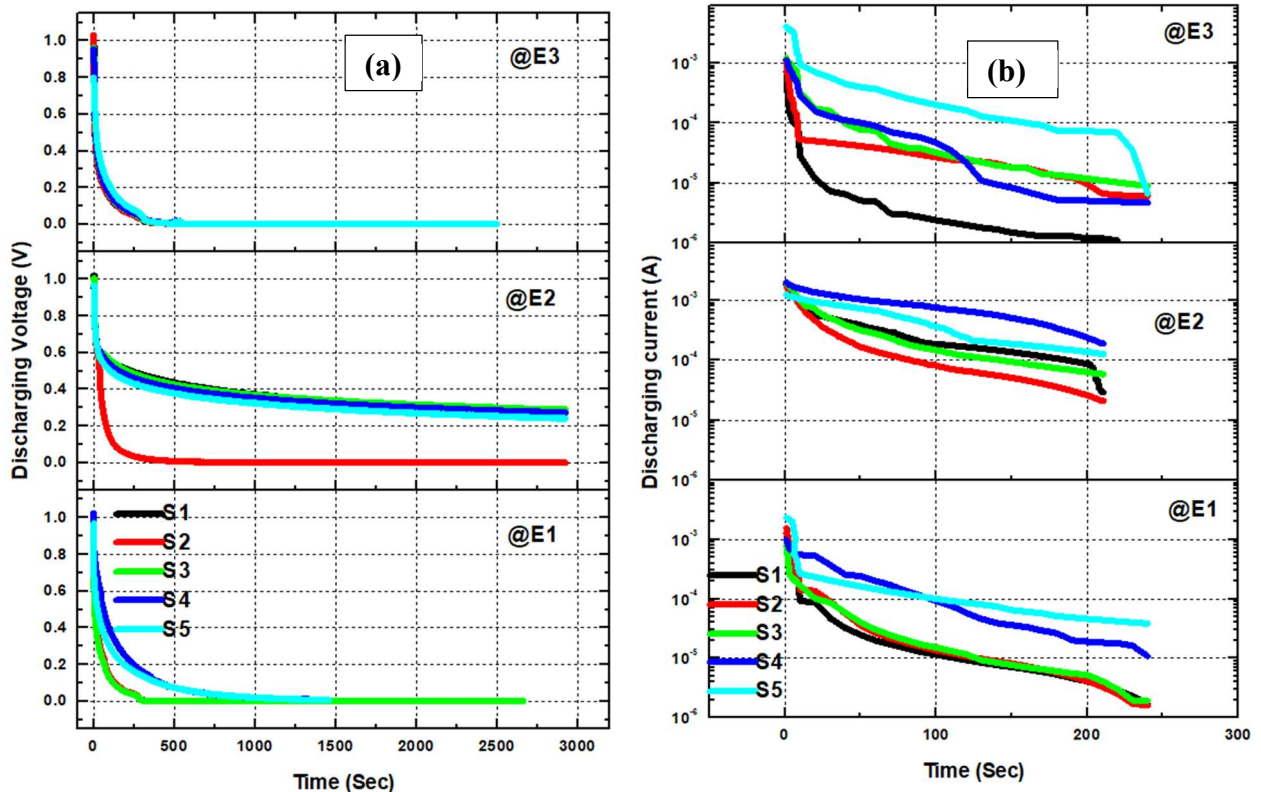 (a)
@E3
1.0
0.8
0.6
0.4
0.2
0.0
@E2
1.0
0.8
0.6
0.4
0.2
0.0
@E1
1.0
0.8
0.6
0.4
0.2
0.0
S1
S2
S3
S4
S5
Discharging Voltage (V)
0 500 1000 1500 2000 2500 3000
Time (Sec)
(b)
@E3
10⁻³
10⁻⁴
10⁻⁵
10⁻⁶
@E2
10⁻³
10⁻⁴
10⁻⁵
10⁻⁶
@E1
10⁻³
10⁻⁴
10⁻⁵
10⁻⁶
S1
S2
S3
S4
S5
Discharging current (A)
0 100 200 300
Time (Sec)